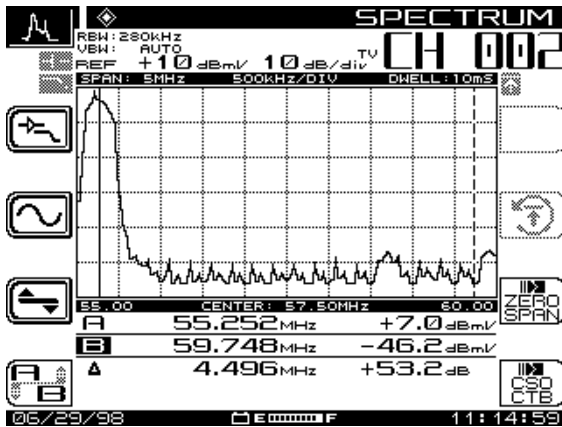 SPECTRUM
RBW: 280KHZ
VBW: AUTO
REF +10 dBmV 10 dB/div
TV CH 002
SPAN: 5MHz 500KHz/DIV DWELL: 10mS
55.00 CENTER: 57.50MHz 60.00
A 55.252 MHz +7.0 dBmV
B 59.748 MHz -46.2 dBmV
Δ 4.496 MHz +53.2 dB
ZERO
SPAN
A
B
CSO
CTB
06/29/98 E F 11:14:59